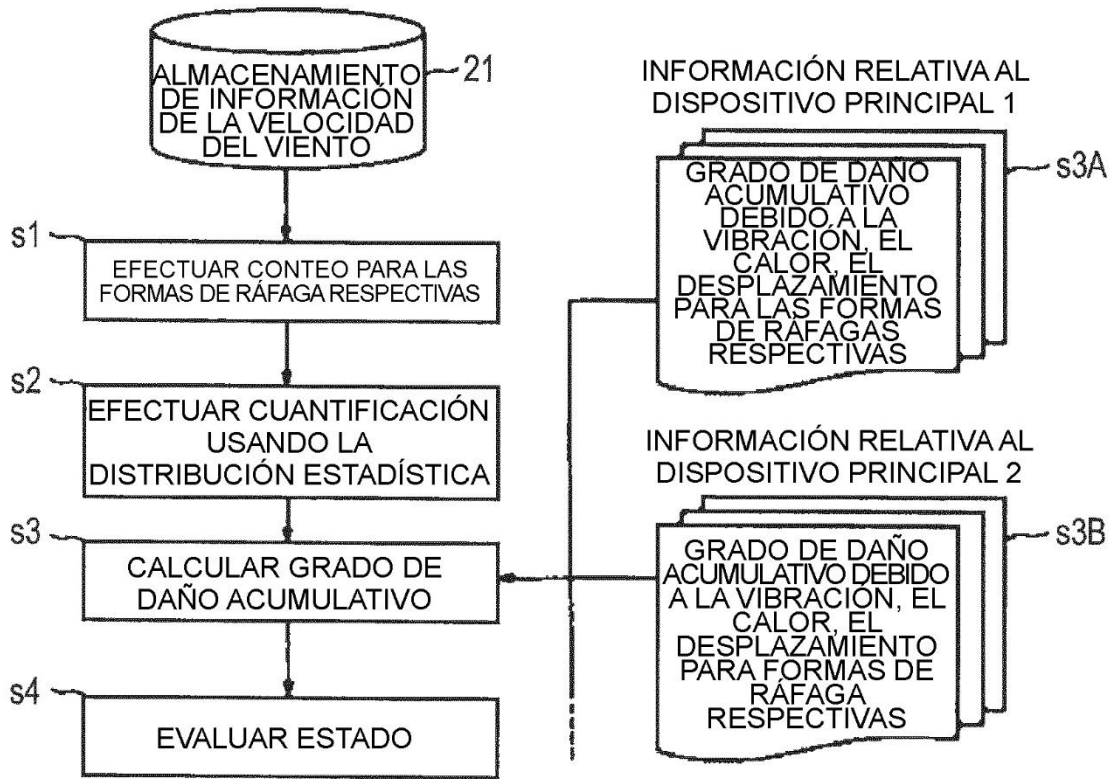 ALMACENAMIENTO
DE INFORMACIÓN
DE LA VELOCIDAD
DEL VIENTO
21
s1
EFECTUAR CONTEO PARA LAS
FORMAS DE RÁFAGA RESPECTIVAS
s2
EFECTUAR CUANTIFICACIÓN
USANDO LA
DISTRIBUCIÓN ESTADÍSTICA
s3
CALCULAR GRADO DE
DAÑO ACUMULATIVO
s4
EVALUAR ESTADO
INFORMACIÓN RELATIVA AL
DISPOSITIVO PRINCIPAL 1
s3A
GRADO DE DAÑO
ACUMULATIVO
DEBIDO A LA
VIBRACIÓN, EL
CALOR, EL
DESPLAZAMIENTO
PARA LAS FORMAS
DE RÁFAGAS
RESPECTIVAS
INFORMACIÓN RELATIVA AL
DISPOSITIVO PRINCIPAL 2
s3B
GRADO DE DAÑO
ACUMULATIVO DEBIDO
A LA VIBRACIÓN, EL
CALOR, EL
DESPLAZAMIENTO
PARA FORMAS DE
RÁFAGA
RESPECTIVAS